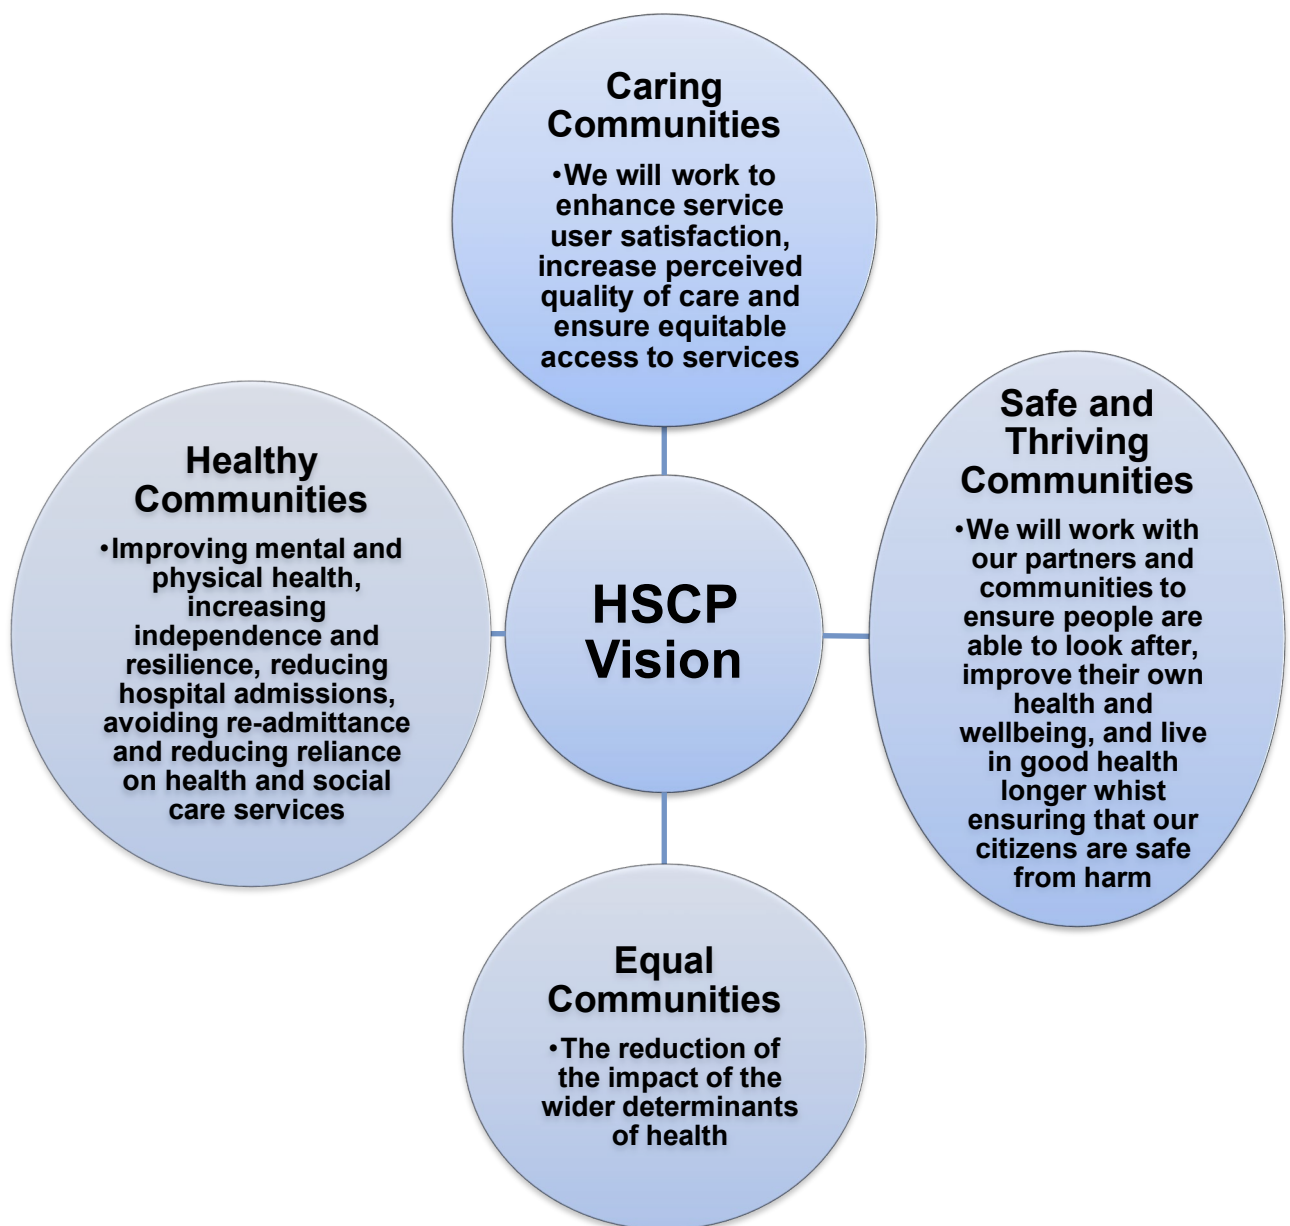 Caring
Communities
•We will work to
enhance service
user satisfaction,
increase perceived
quality of care and
ensure equitable
access to services
Safe and
Thriving
Communities
•We will work with
our partners and
communities to
ensure people are
able to look after,
improve their own
health and
wellbeing, and live
in good health
longer whist
ensuring that our
citizens are safe
from harm
Healthy
Communities
•Improving mental and
physical health,
increasing
independence and
resilience, reducing
hospital admissions,
avoiding re-admittance
and reducing reliance
on health and social
care services
HSCP
Vision
Equal
Communities
•The reduction of
the impact of the
wider determinants
of health